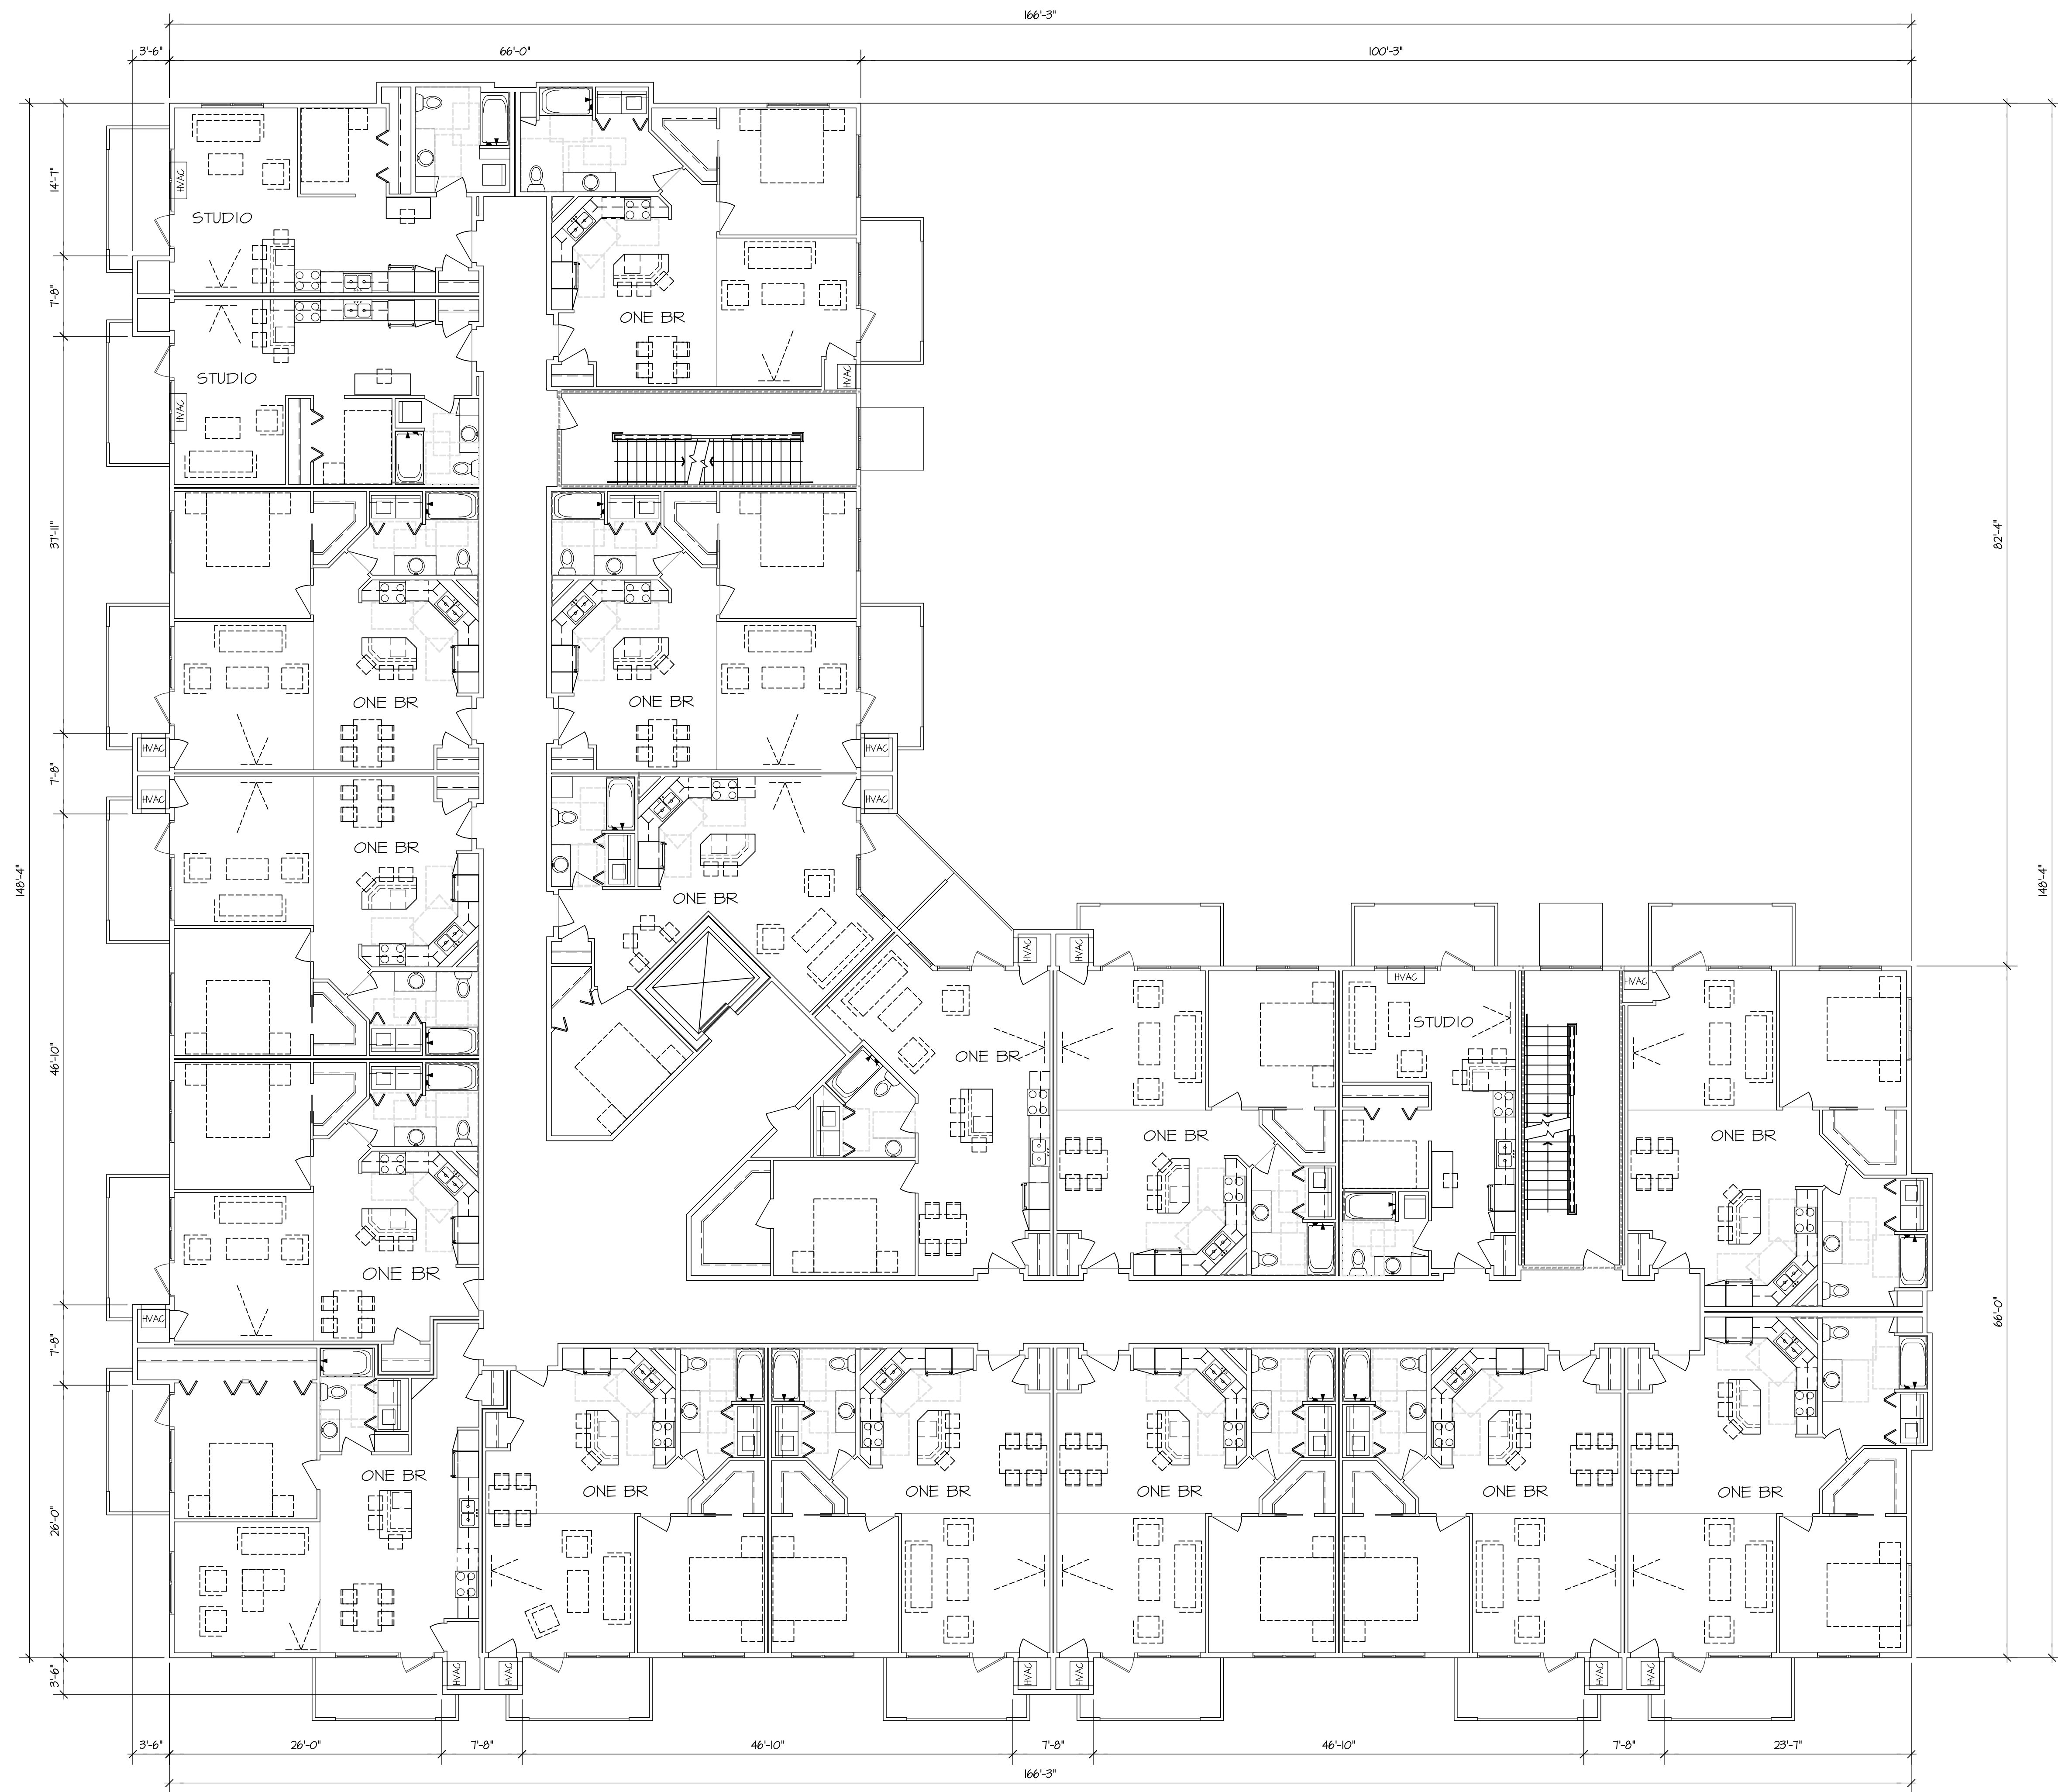 166'-3"
3'-6"
66'-0"
100'-3"
14'-7"
HVAC
STUDIO
7'-8"
ONE BR
STUDIO
HVAC
HVAC
37'-11"
82'-4"
ONE BR
ONE BR
HVAC
HVAC
7'-8"
HVAC
HVAC
ONE BR
148'-4"
148'-4"
ONE BR
HVAC
HVAC
HVAC
HVAC
STUDIO
46'-10"
ONE BR
ONE BR
ONE BR
ONE BR
66'-0"
HVAC
7'-8"
ONE BR
ONE BR
ONE BR
ONE BR
ONE BR
ONE BR
26'-0"
HVAC
HVAC
HVAC
HVAC
HVAC
HVAC
3'-6"
3'-6"
26'-0"
7'-8"
46'-10"
7'-8"
46'-10"
7'-8"
23'-7"
166'-3"